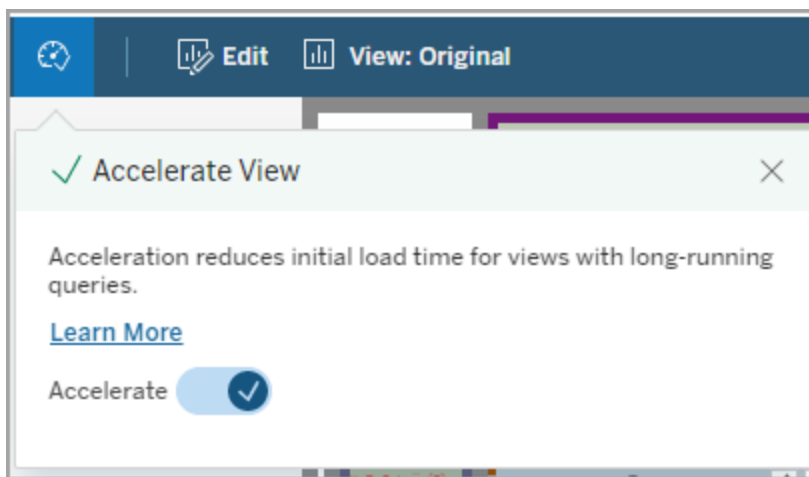 Edit View: Original
Accelerate View
Acceleration reduces initial load time for views with long-running
queries.
Learn More
Accelerate